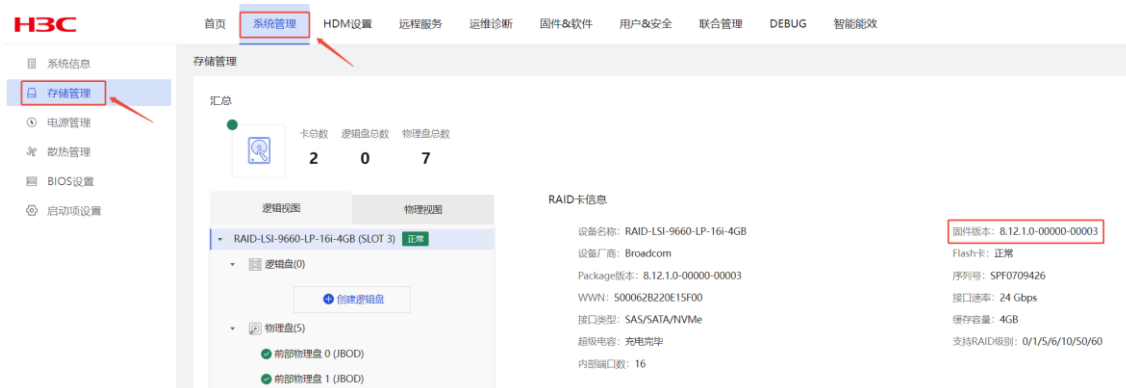 H3C
首页 系统管理 HDM设置 远程服务 运维诊断 固件&软件 用户&安全 联合管理 DEBUG 智能能效
系统信息
存储管理
电源管理
散热管理
BIOS设置
启动项设置
存储管理
汇总
卡总数 逻辑盘总数 物理盘总数
2 0 7
逻辑视图 物理视图
RAID-LSI-9660-LP-16i-4GB (SLOT 3) 正常
逻辑盘(0)
创建逻辑盘
物理盘(5)
前部物理盘 0 (JBOD)
前部物理盘 1 (JBOD)
RAID卡信息
设备名称: RAID-LSI-9660-LP-16i-4GB
设备厂商: Broadcom
Package版本: 8.12.1.0-00000-00003
WWN: 500062B220E15F00
接口类型: SAS/SATA/NVMe
超级电容: 充电完毕
内部端口数: 16
固件版本: 8.12.1.0-00000-00003
Flash卡: 正常
序列号: SPF0709426
接口速率: 24 Gbps
缓存容量: 4GB
支持RAID级别: 0/1/5/6/10/50/60